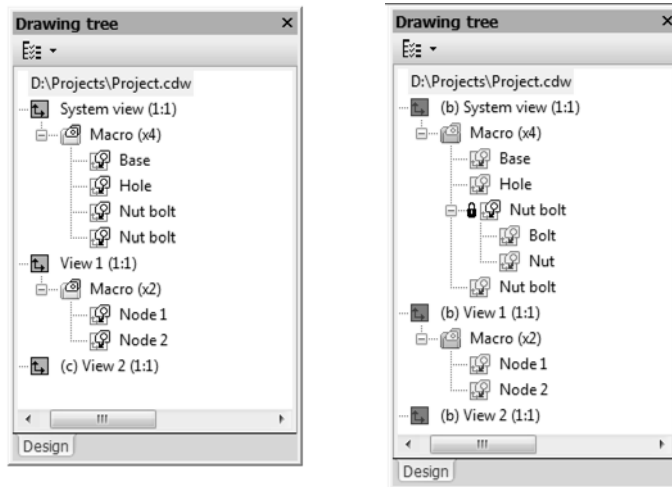 Drawing tree
D:\Projects\Project.cdw
System view (1:1)
Macro (x4)
Base
Hole
Nut bolt
Nut bolt
View 1 (1:1)
Macro (x2)
Node 1
Node 2
(c) View 2 (1:1)
Design
Drawing tree
D:\Projects\Project.cdw
(b) System view (1:1)
Macro (x4)
Base
Hole
Nut bolt
Bolt
Nut
Nut bolt
(b) View 1 (1:1)
Macro (x2)
Node 1
Node 2
(b) View 2 (1:1)
Design